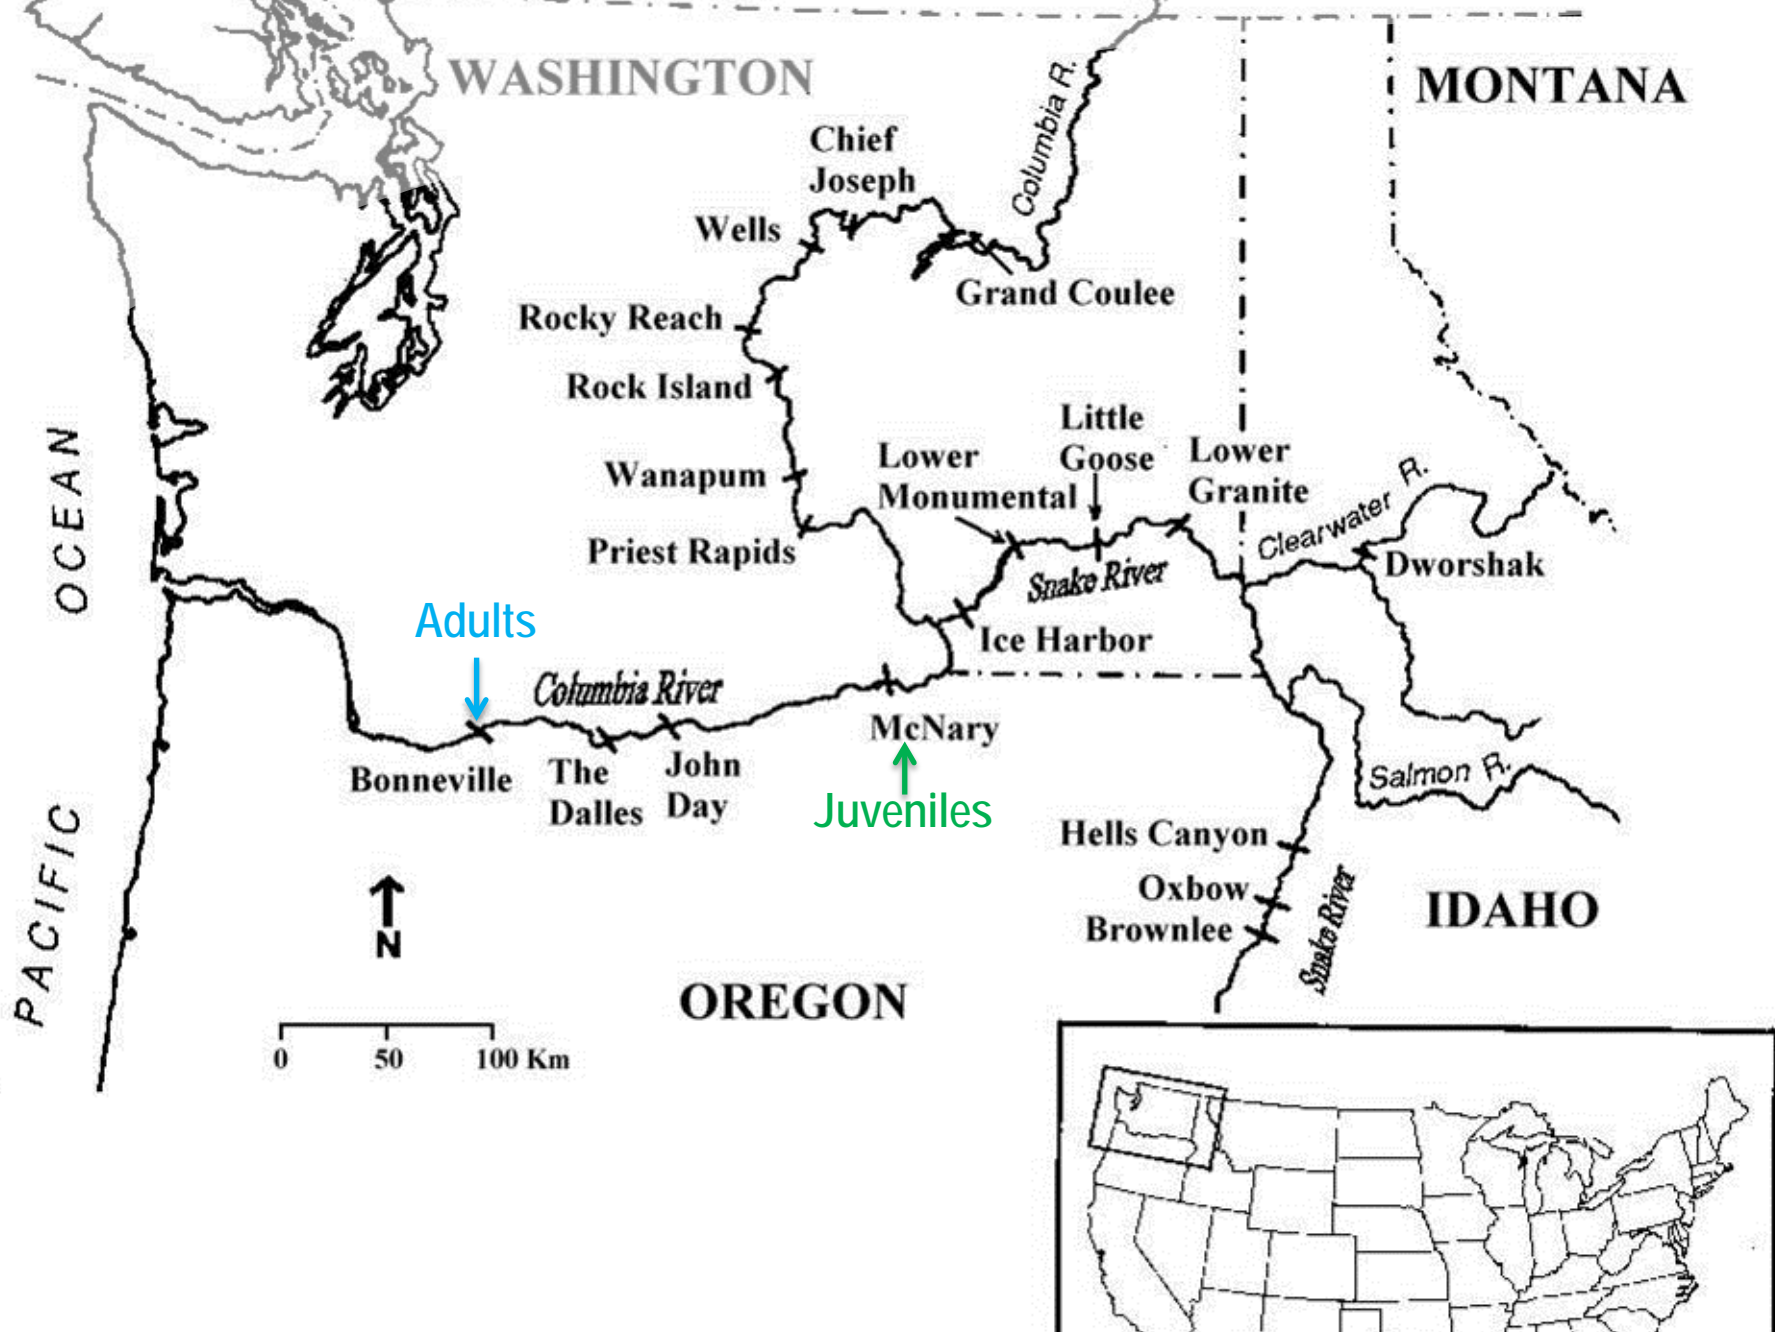 WASHINGTON
MONTANA
Columbia R.
Chief
Joseph
Wells
Grand Coulee
Rocky Reach
Rock Island
Little
Goose
Lower
Granite
Lower
Monumental
Wanapum
Clearwater R.
Priest Rapids
Snake River
Dworshak
OCEAN
Adults
Ice Harbor
Columbia River
McNary
Bonneville
The
Dalles
John
Day
Juveniles
Salmon R.
Hells Canyon
Oxbow
Brownlee
Snake River
IDAHO
PACIFIC
N
OREGON
0 50 100 Km